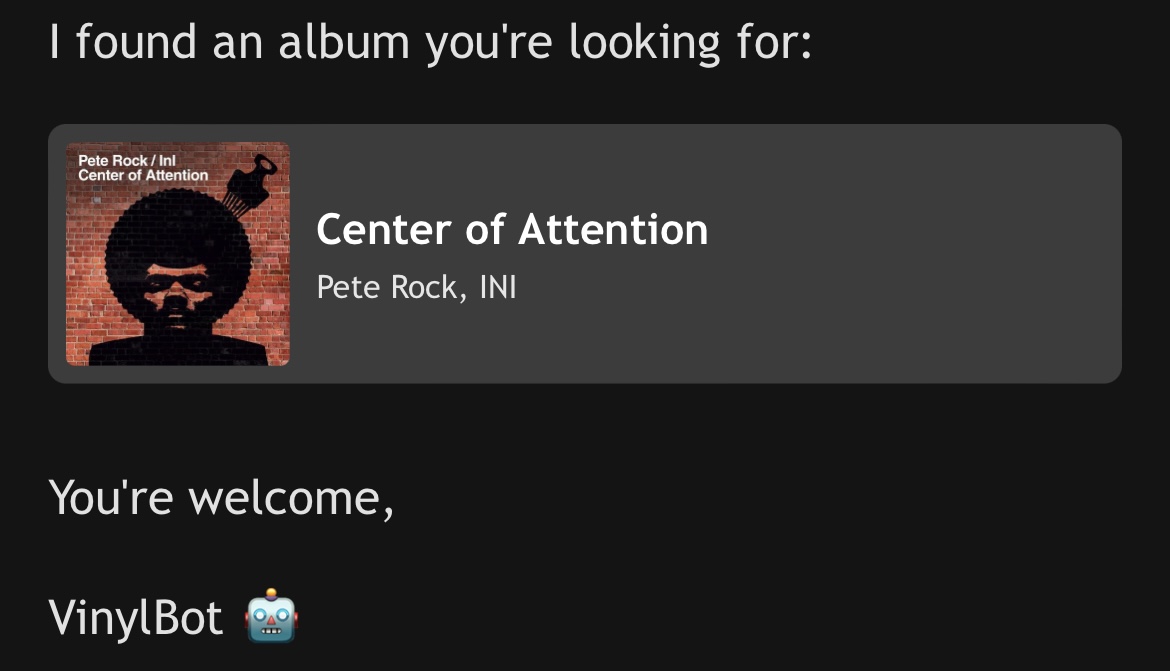 I found an album you're looking for:
Pete Rock / InI
Center of Attention
Center of Attention
Pete Rock, INI
You're welcome,
VinylBot 🤖